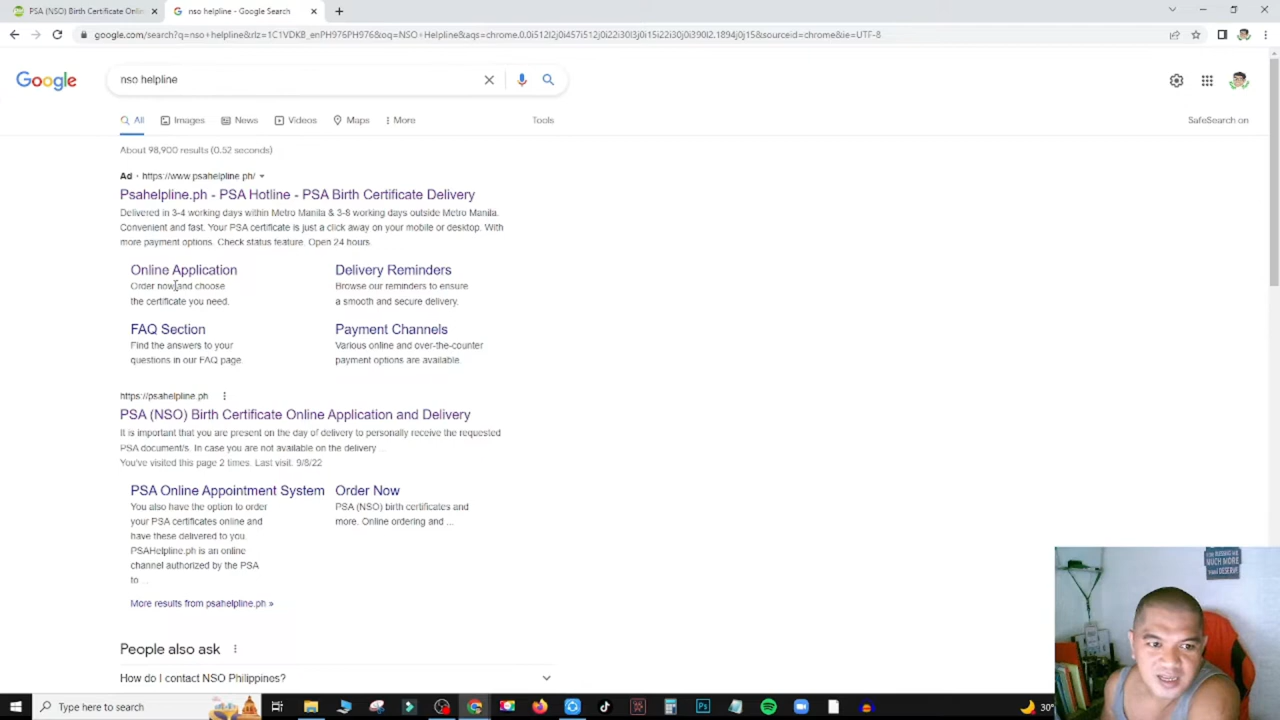 PSA (NSO) Birth Certificate Onlin
nso helpline - Google Search
google.com/search?q=nso+helpline&rlz=1C1VDKB_enPH976PH976&oq=NSO+Helpline&aqs=chrome.0.0i512l2j0i457i512j0i22i30l3j0i15i22i30j0i390l2.1894j0j15&sourceid=chrome&ie=UTF-8
Google
nso helpline
All
Images
News
Videos
Maps
More
Tools
SafeSearch on
About 98,900 results (0.52 seconds)
Ad · https://www.psahelpline.ph/
Psahelpline.ph - PSA Hotline - PSA Birth Certificate Delivery
Delivered in 3-4 working days within Metro Manila & 3-8 working days outside Metro Manila.
Convenient and fast. Your PSA certificate is just a click away on your mobile or desktop. With
more payment options. Check status feature. Open 24 hours.
Online Application
Order now and choose
the certificate you need.
Delivery Reminders
Browse our reminders to ensure
a smooth and secure delivery.
FAQ Section
Find the answers to your
questions in our FAQ page.
Payment Channels
Various online and over-the-counter
payment options are available.
https://psahelpline.ph
PSA (NSO) Birth Certificate Online Application and Delivery
It is important that you are present on the day of delivery to personally receive the requested
PSA document/s. In case you are not available on the delivery ...
You've visited this page 2 times. Last visit: 9/8/22
PSA Online Appointment System
You also have the option to order
your PSA certificates online and
have these delivered to you.
PSAHelpline.ph is an online
channel authorized by the PSA
to ...
Order Now
PSA (NSO) birth certificates and
more. Online ordering and ...
More results from psahelpline.ph »
People also ask
How do I contact NSO Philippines?
MUCH MORE
than I DESERVE
Type here to search
30°